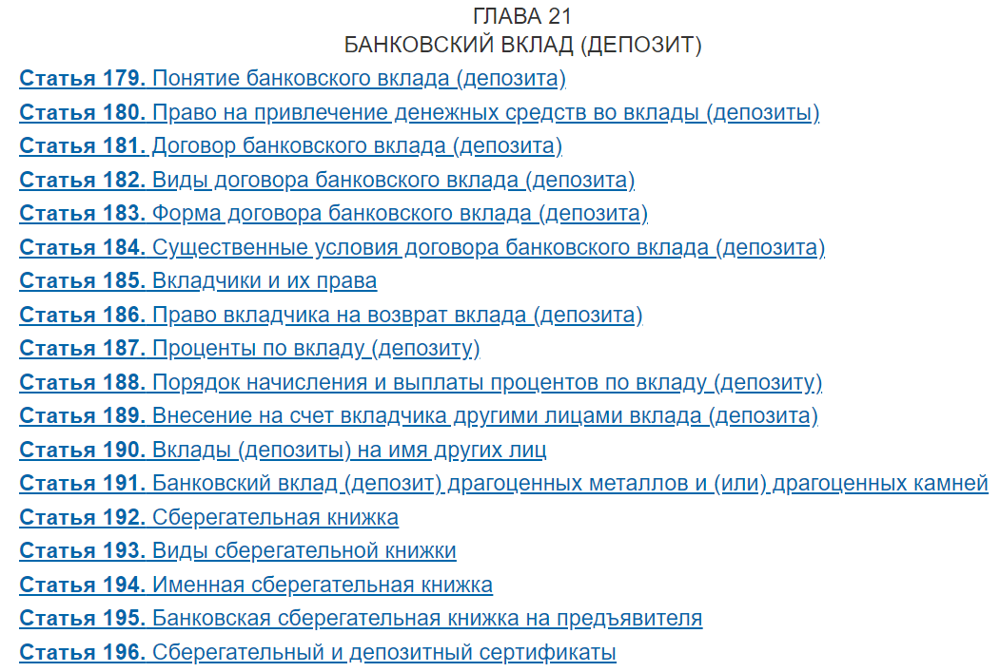 ГЛАВА 21
БАНКОВСКИЙ ВКЛАД (ДЕПОЗИТ)
Статья 179. Понятие банковского вклада (депозита)
Статья 180. Право на привлечение денежных средств во вклады (депозиты)
Статья 181. Договор банковского вклада (депозита)
Статья 182. Виды договора банковского вклада (депозита)
Статья 183. Форма договора банковского вклада (депозита)
Статья 184. Существенные условия договора банковского вклада (депозита)
Статья 185. Вкладчики и их права
Статья 186. Право вкладчика на возврат вклада (депозита)
Статья 187. Проценты по вкладу (депозиту)
Статья 188. Порядок начисления и выплаты процентов по вкладу (депозиту)
Статья 189. Внесение на счет вкладчика другими лицами вклада (депозита)
Статья 190. Вклады (депозиты) на имя других лиц
Статья 191. Банковский вклад (депозит) драгоценных металлов и (или) драгоценных камней
Статья 192. Сберегательная книжка
Статья 193. Виды сберегательной книжки
Статья 194. Именная сберегательная книжка
Статья 195. Банковская сберегательная книжка на предъявителя
Статья 196. Сберегательный и депозитный сертификаты